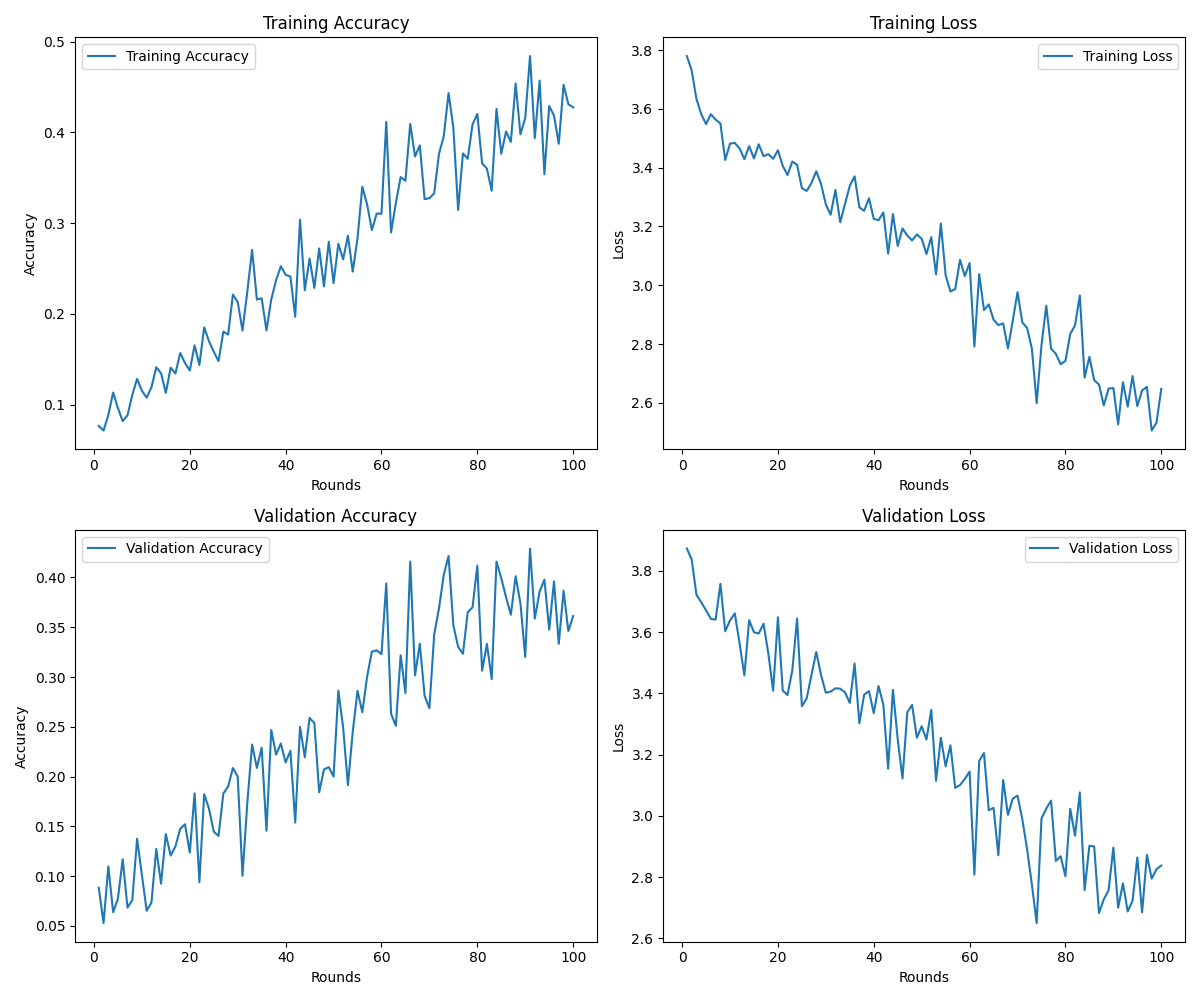 Training Accuracy
Training Accuracy
0.5
0.4
0.3
0.2
0.1
Accuracy
0 20 40 60 80 100
Rounds
Training Loss
Training Loss
3.8
3.6
3.4
3.2
3.0
2.8
2.6
Loss
0 20 40 60 80 100
Rounds
Validation Accuracy
Validation Accuracy
0.40
0.35
0.30
0.25
0.20
0.15
0.10
0.05
Accuracy
0 20 40 60 80 100
Rounds
Validation Loss
Validation Loss
3.8
3.6
3.4
3.2
3.0
2.8
2.6
Loss
0 20 40 60 80 100
Rounds